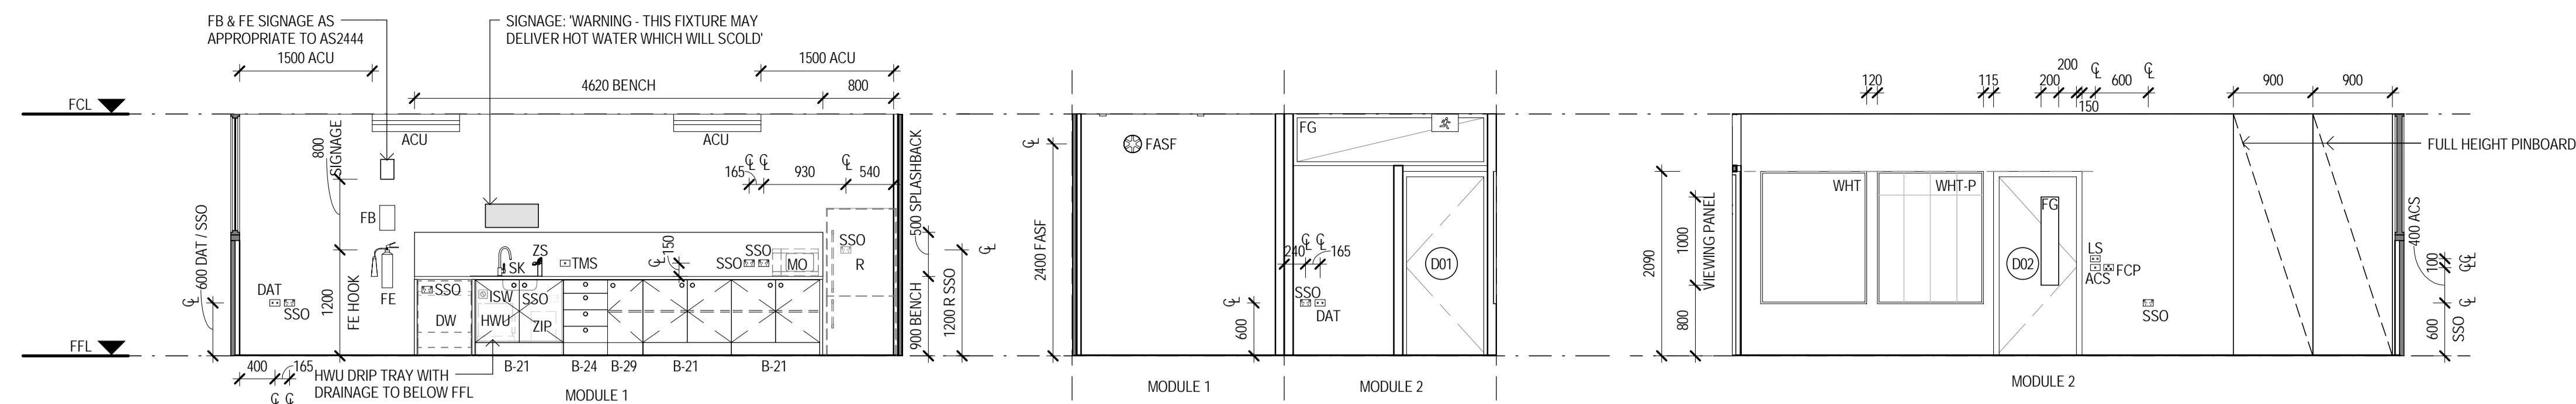 FB & FE SIGNAGE AS
APPROPRIATE TO AS2444
SIGNAGE: 'WARNING - THIS FIXTURE MAY
DELIVER HOT WATER WHICH WILL SCOLD'
1500 ACU
1500 ACU
4620 BENCH
800
FCL
ACU
ACU
800
SIGNAGE
165
930
540
500 SPLASHBACK
FB
600 DAT / SSO
ZS
SK
TMS
150
SSO
SSO
MO
SSO
R
DAT
SSO
1200
FE HOOK
FE
SSO
DW
ISW
SSO
HWU
ZIP
900 BENCH
1200 R SSO
FFL
400
165
B-21
B-24
B-29
B-21
B-21
HWU DRIP TRAY WITH
DRAINAGE TO BELOW FFL
MODULE 1
FASF
FG
2400 FASF
240
165
SSO
DAT
600
D01
MODULE 1
MODULE 2
120
115
200
200
150
600
900
900
FULL HEIGHT PINBOARD
WHT
WHT-P
FG
2090
1000
VIEWING PANEL
800
D02
LS
ACS
FCP
SSO
400 ACS
100
600
SSO
MODULE 2